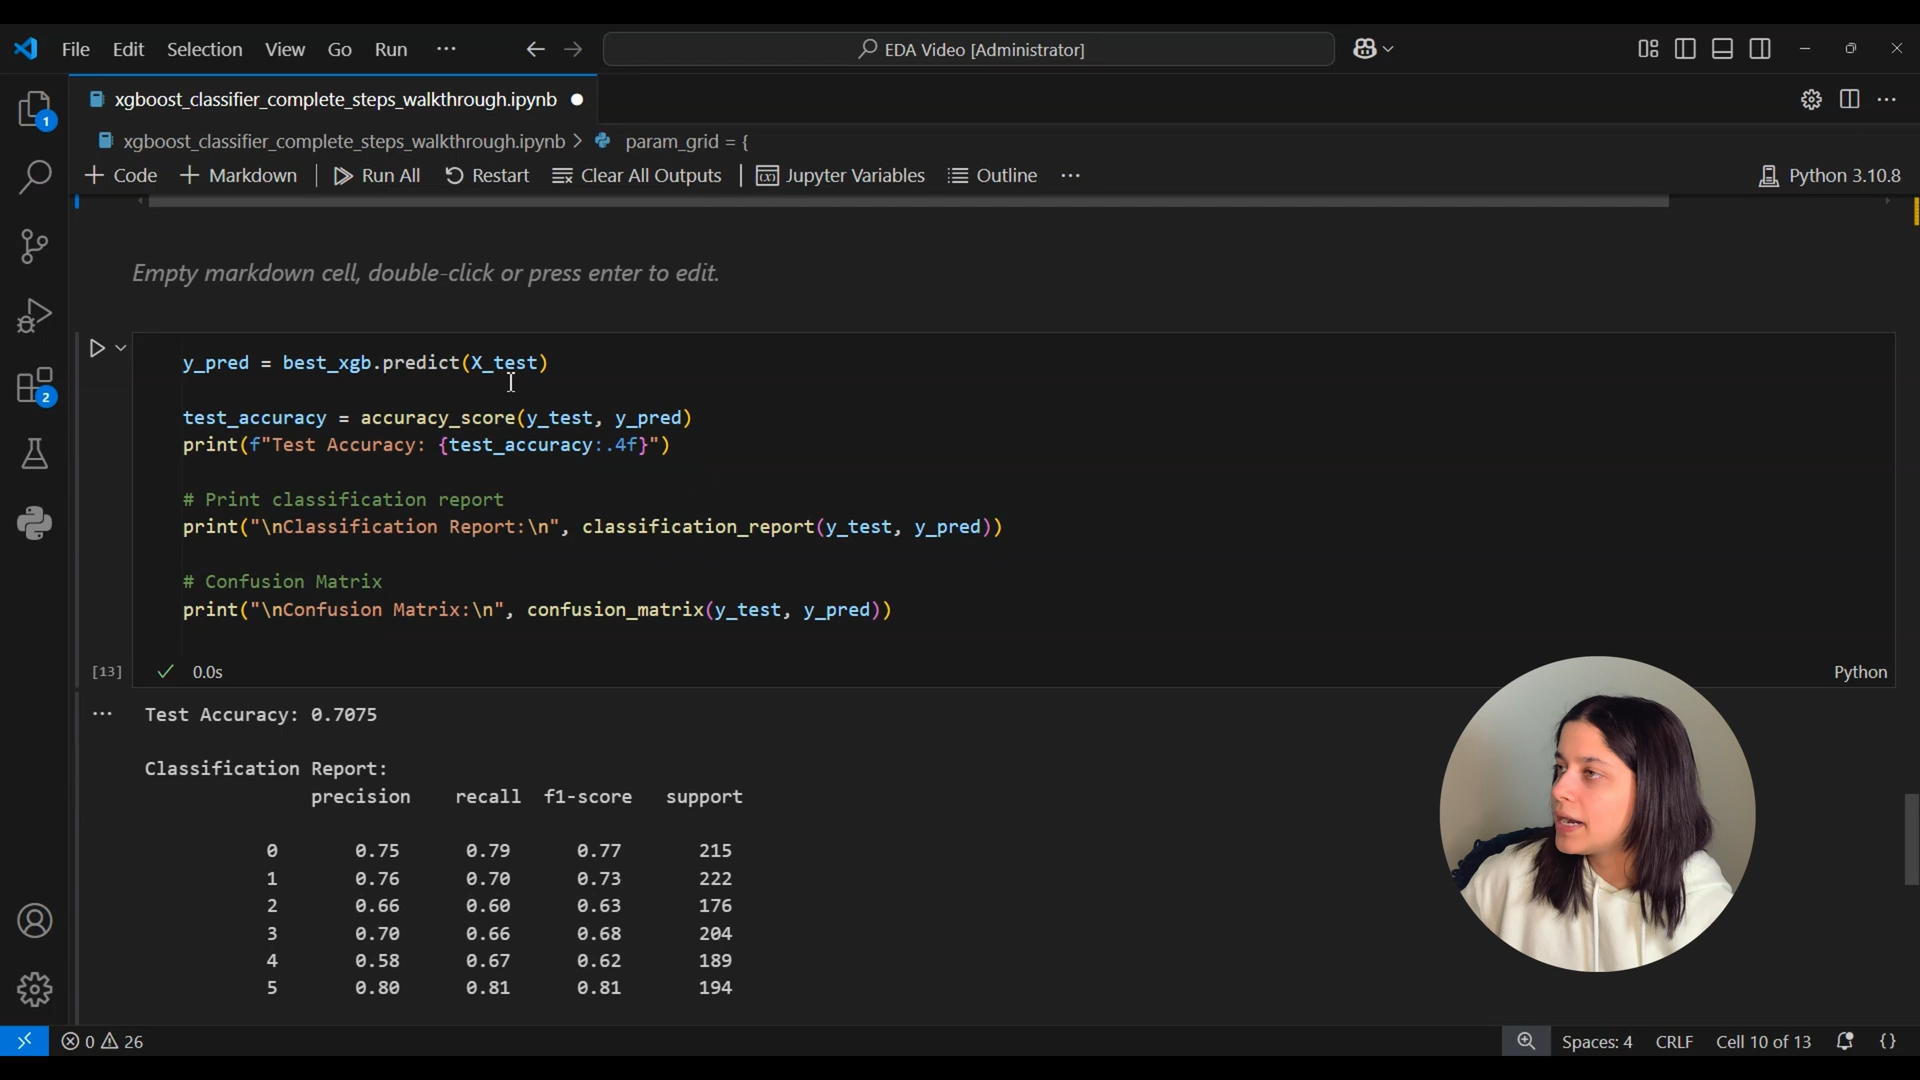 File Edit Selection View Go Run ··· EDA Video [Administrator]
xgboost_classifier_complete_steps_walkthrough.ipynb
xgboost_classifier_complete_steps_walkthrough.ipynb > param_grid = {
+ Code + Markdown | Run All Restart Clear All Outputs | Jupyter Variables Outline ··· Python 3.10.8
1
2
Empty markdown cell, double-click or press enter to edit.
y_pred = best_xgb.predict(X_test)
test_accuracy = accuracy_score(y_test, y_pred)
print(f"Test Accuracy: {test_accuracy:.4f}")
# Print classification report
print("\nClassification Report:\n", classification_report(y_test, y_pred))
# Confusion Matrix
print("\nConfusion Matrix:\n", confusion_matrix(y_test, y_pred))
[13] 0.0s Python
··· Test Accuracy: 0.7075
Classification Report:
precision recall f1-score support
0 0.75 0.79 0.77 215
1 0.76 0.70 0.73 222
2 0.66 0.60 0.63 176
3 0.70 0.66 0.68 204
4 0.58 0.67 0.62 189
5 0.80 0.81 0.81 194
0 26 Spaces: 4 CRLF Cell 10 of 13 {}